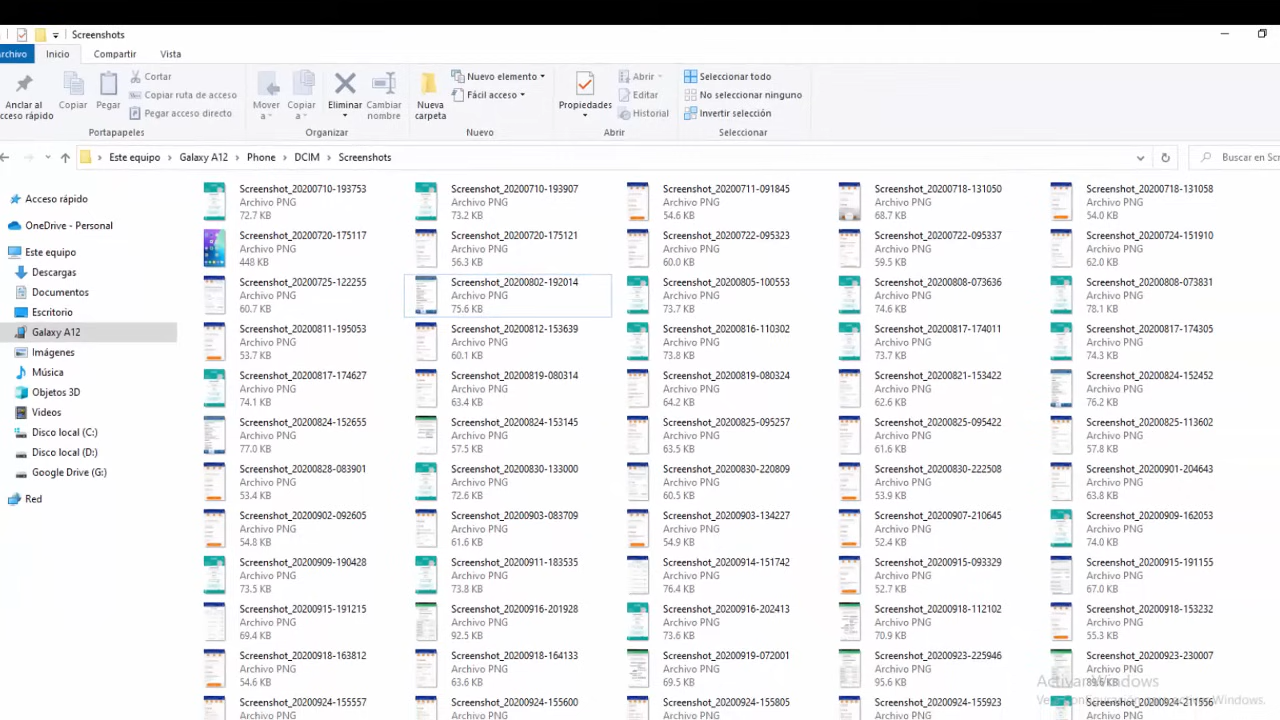 Screenshots
Archivo Inicio Compartir Vista
Anclar al acceso rápido
Copiar
Pegar
Cortar
Copiar ruta de acceso
Pegar acceso directo
Portapapeles
Mover a
Copiar a
Eliminar
Cambiar nombre
Organizar
Nueva carpeta
Nuevo elemento
Fácil acceso
Nuevo
Propiedades
Abrir
Editar
Historial
Abrir
Seleccionar todo
No seleccionar ninguno
Invertir selección
Seleccionar
Este equipo > Galaxy A12 > Phone > DCIM > Screenshots
Buscar en Scr
Acceso rápido
OneDrive - Personal
Este equipo
Descargas
Documentos
Escritorio
Galaxy A12
Imágenes
Música
Objetos 3D
Videos
Disco local (C:)
Disco local (D:)
Google Drive (G:)
Red
Screenshot_20200710-193753 Screenshot_20200710-193907 Screenshot_20200711-091845 Screenshot_20200718-131050 Screenshot_20200718-131058
Archivo PNG Archivo PNG Archivo PNG Archivo PNG Archivo PNG
72.7 KB 73.2 KB 54.6 KB 68.7 KB 54.0 KB
Screenshot_20200720-175121 Screenshot_20200722-095323 Screenshot_20200722-095337 Screenshot_20200724-151910
Archivo PNG Archivo PNG Archivo PNG Archivo PNG Archivo PNG
448 KB 56.3 KB 60.0 KB 59.5 KB 62.0 KB
Screenshot_20200725-122255 Screenshot_20200802-192014 Screenshot_20200805-100553 Screenshot_20200808-073636 Screenshot_20200808-073831
Archivo PNG Archivo PNG Archivo PNG Archivo PNG Archivo PNG
60.7 KB 75.6 KB 73.7 KB 74.6 KB 78.1 KB
Screenshot_20200811-195053 Screenshot_20200812-153639 Screenshot_20200816-110302 Screenshot_20200817-174011 Screenshot_20200817-174305
Archivo PNG Archivo PNG Archivo PNG Archivo PNG Archivo PNG
53.7 KB 60.1 KB 73.8 KB 73.7 KB 74.3 KB
Screenshot_20200817-174627 Screenshot_20200819-080314 Screenshot_20200819-080324 Screenshot_20200821-153422 Screenshot_20200824-152452
Archivo PNG Archivo PNG Archivo PNG Archivo PNG Archivo PNG
74.1 KB 63.4 KB 64.2 KB 62.6 KB 76.2 KB
Screenshot_20200824-152655 Screenshot_20200824-153145 Screenshot_20200825-095257 Screenshot_20200825-095422 Screenshot_20200825-113602
Archivo PNG Archivo PNG Archivo PNG Archivo PNG Archivo PNG
77.0 KB 57.5 KB 63.5 KB 61.6 KB 57.8 KB
Screenshot_20200828-083901 Screenshot_20200830-133000 Screenshot_20200830-220809 Screenshot_20200830-222508 Screenshot_20200901-204643
Archivo PNG Archivo PNG Archivo PNG Archivo PNG Archivo PNG
53.4 KB 72.6 KB 60.5 KB 53.9 KB 63.8 KB
Screenshot_20200902-092605 Screenshot_20200903-083709 Screenshot_20200903-134227 Screenshot_20200907-210645 Screenshot_20200909-162053
Archivo PNG Archivo PNG Archivo PNG Archivo PNG Archivo PNG
54.8 KB 61.6 KB 54.9 KB 52.4 KB 74.0 KB
Screenshot_20200909-190428 Screenshot_20200911-183535 Screenshot_20200914-151742 Screenshot_20200915-093329 Screenshot_20200915-191155
Archivo PNG Archivo PNG Archivo PNG Archivo PNG Archivo PNG
73.5 KB 73.8 KB 76.4 KB 52.7 KB 67.0 KB
Screenshot_20200915-191215 Screenshot_20200916-201928 Screenshot_20200916-202413 Screenshot_20200918-112102 Screenshot_20200918-153232
Archivo PNG Archivo PNG Archivo PNG Archivo PNG Archivo PNG
69.4 KB 92.5 KB 73.6 KB 70.9 KB 55.3 KB
Screenshot_20200918-164133 Screenshot_20200919-072001 Screenshot_20200923-225946 Screenshot_20200923-230007
Archivo PNG Archivo PNG Archivo PNG Archivo PNG Archivo PNG
54.6 KB 63.6 KB 69.5 KB 95.6 KB
Activar Windows
Screenshot_20200924-155600 Screenshot_20200924-155805 Screenshot_20200924-155923 Screenshot_20200924-211556
Windows.